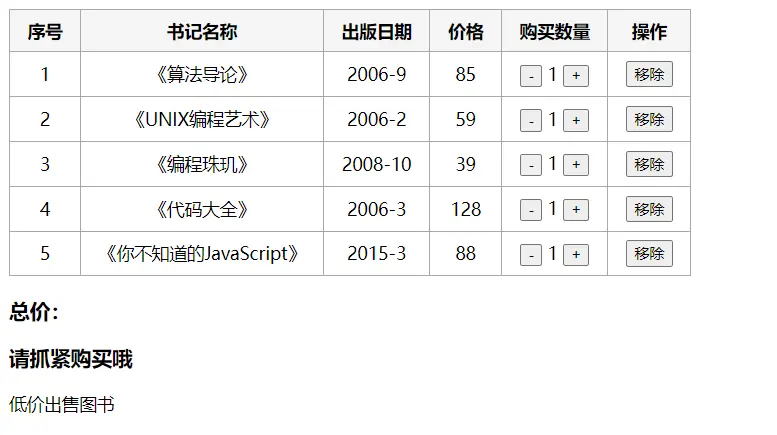 序号 书记名称 出版日期 价格 购买数量 操作
1 《算法导论》 2006-9 85 - 1 + 移除
2 《UNIX编程艺术》 2006-2 59 - 1 + 移除
3 《编程珠玑》 2008-10 39 - 1 + 移除
4 《代码大全》 2006-3 128 - 1 + 移除
5 《你不知道的JavaScript》 2015-3 88 - 1 + 移除
总价：
请抓紧购买哦
低价出售图书